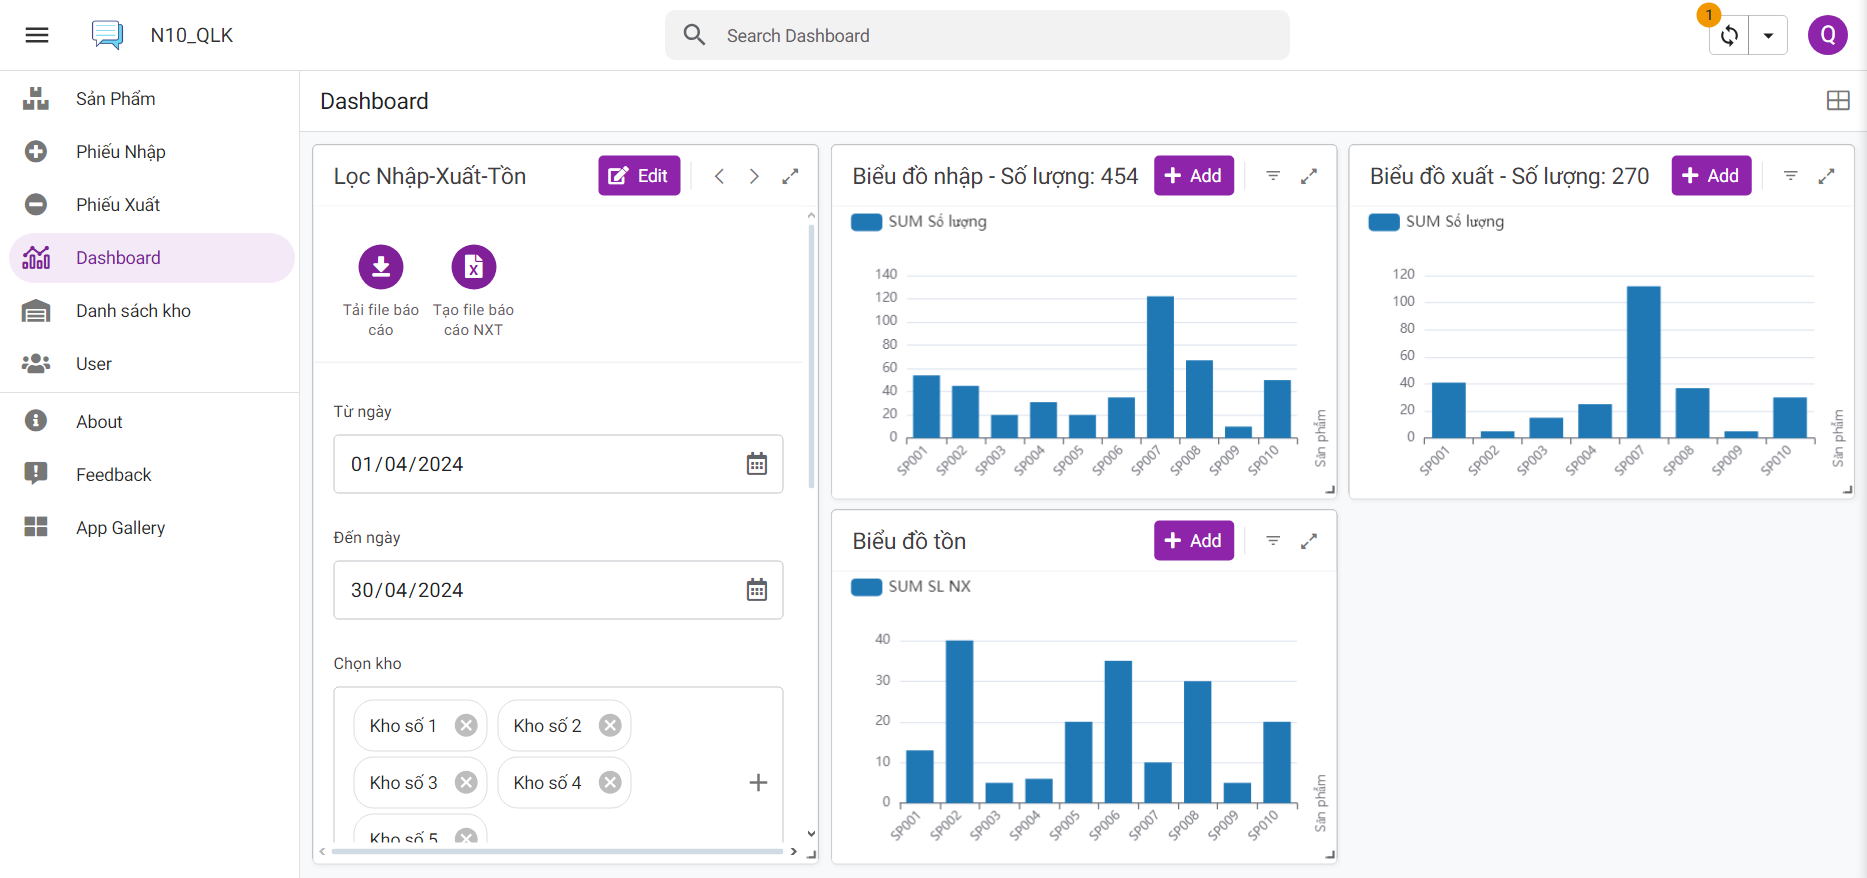 N10_QLK
Search Dashboard
1
Q
Sản Phẩm
Phiếu Nhập
Phiếu Xuất
Dashboard
Danh sách kho
User
About
Feedback
App Gallery
Dashboard
Lọc Nhập-Xuất-Tồn
Edit
Tải file báo cáo
Tạo file báo cáo NXT
Từ ngày
01/04/2024
Đến ngày
30/04/2024
Chọn kho
Kho số 1
Kho số 2
Kho số 3
Kho số 4
Kho số 5
Biểu đồ nhập - Số lượng: 454
Add
SUM Số lượng
140
120
100
80
60
40
20
0
SP001 SP002 SP003 SP004 SP005 SP006 SP007 SP008 SP009 SP010
Sản phẩm
Biểu đồ xuất - Số lượng: 270
Add
SUM Số lượng
120
100
80
60
40
20
0
SP001 SP002 SP003 SP004 SP007 SP008 SP009 SP010
Sản phẩm
Biểu đồ tồn
Add
SUM SL NX
40
30
20
10
0
SP001 SP002 SP003 SP004 SP005 SP006 SP007 SP008 SP009 SP010
Sản phẩm